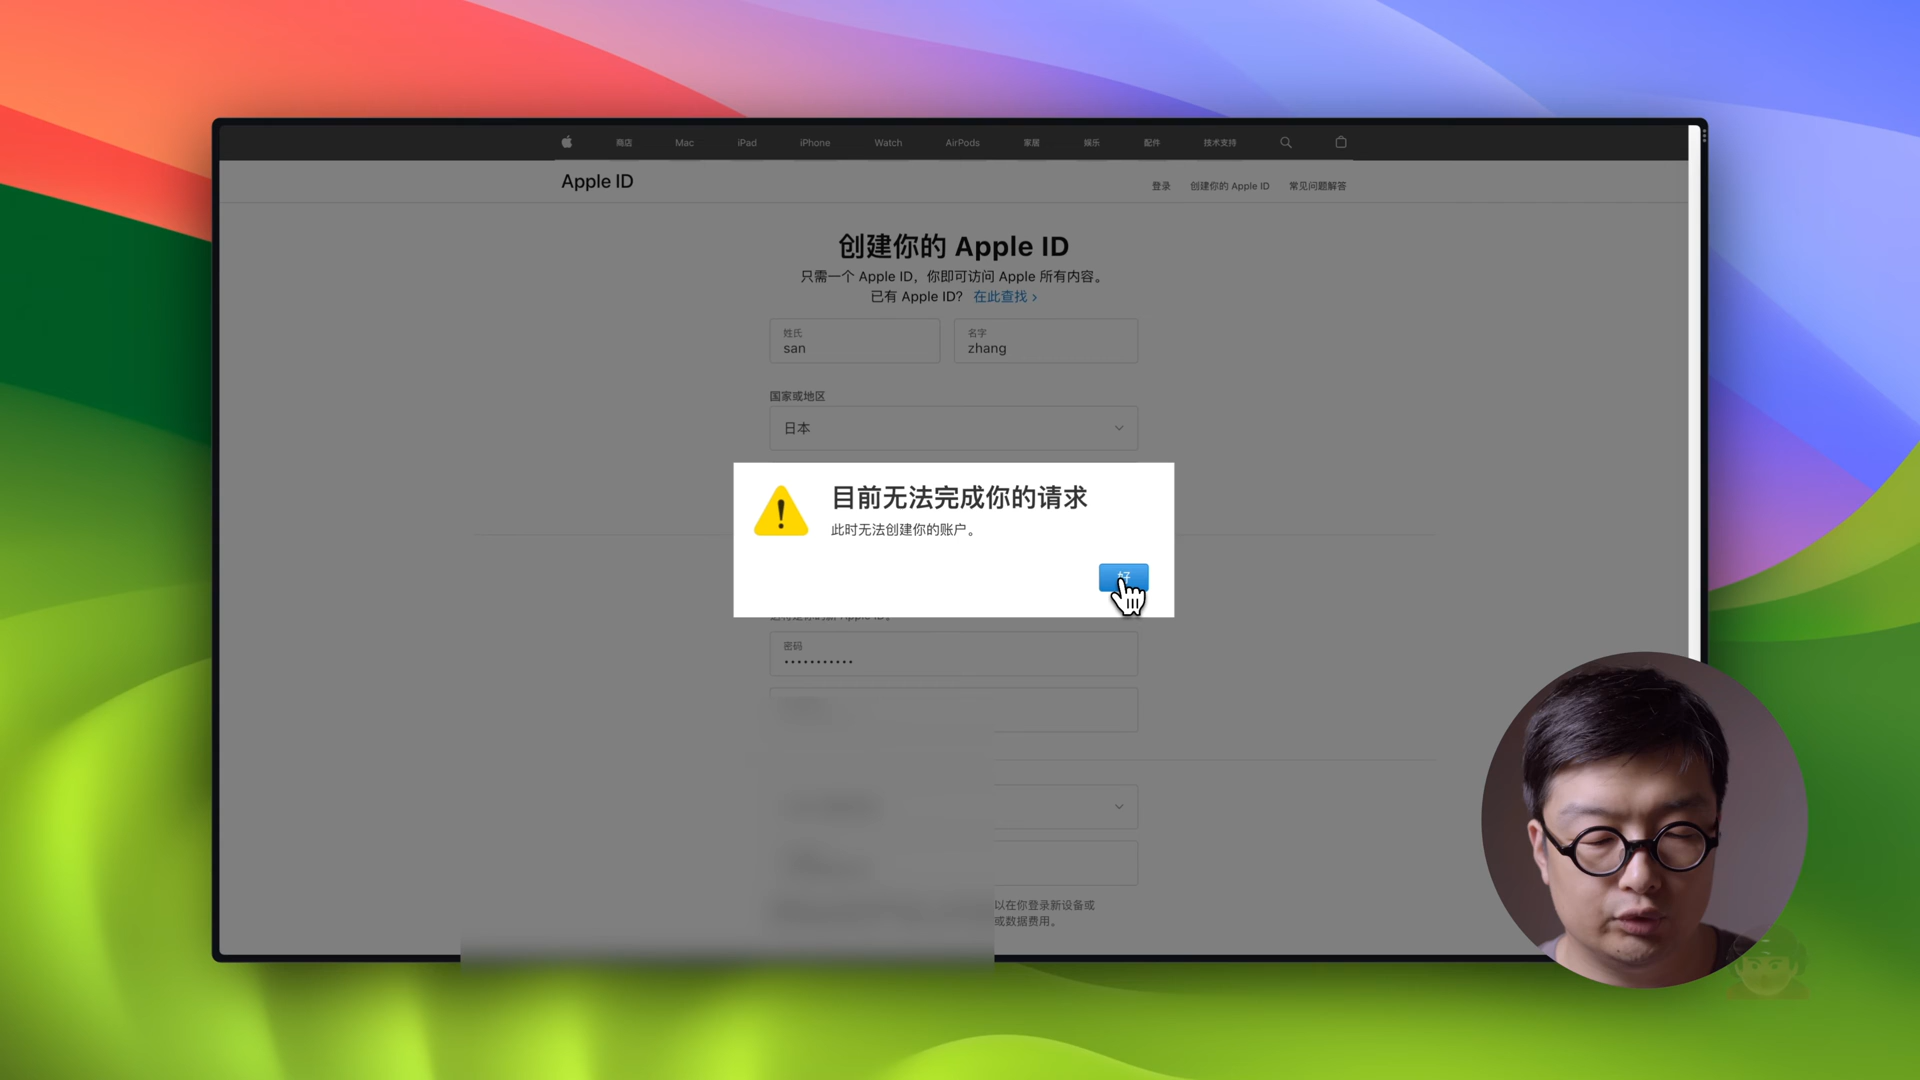 商店 Mac iPad iPhone Watch AirPods 家居 娱乐 配件 技术支持
Apple ID
登录 创建你的 Apple ID 常见问题解答
创建你的 Apple ID
只需一个 Apple ID，你即可访问 Apple 所有内容。
已有 Apple ID？ 在此查找 >
姓氏
san
名字
zhang
国家或地区
日本
目前无法完成你的请求
此时无法创建你的账户。
好
密码
以在你登录新设备或
或数据费用。